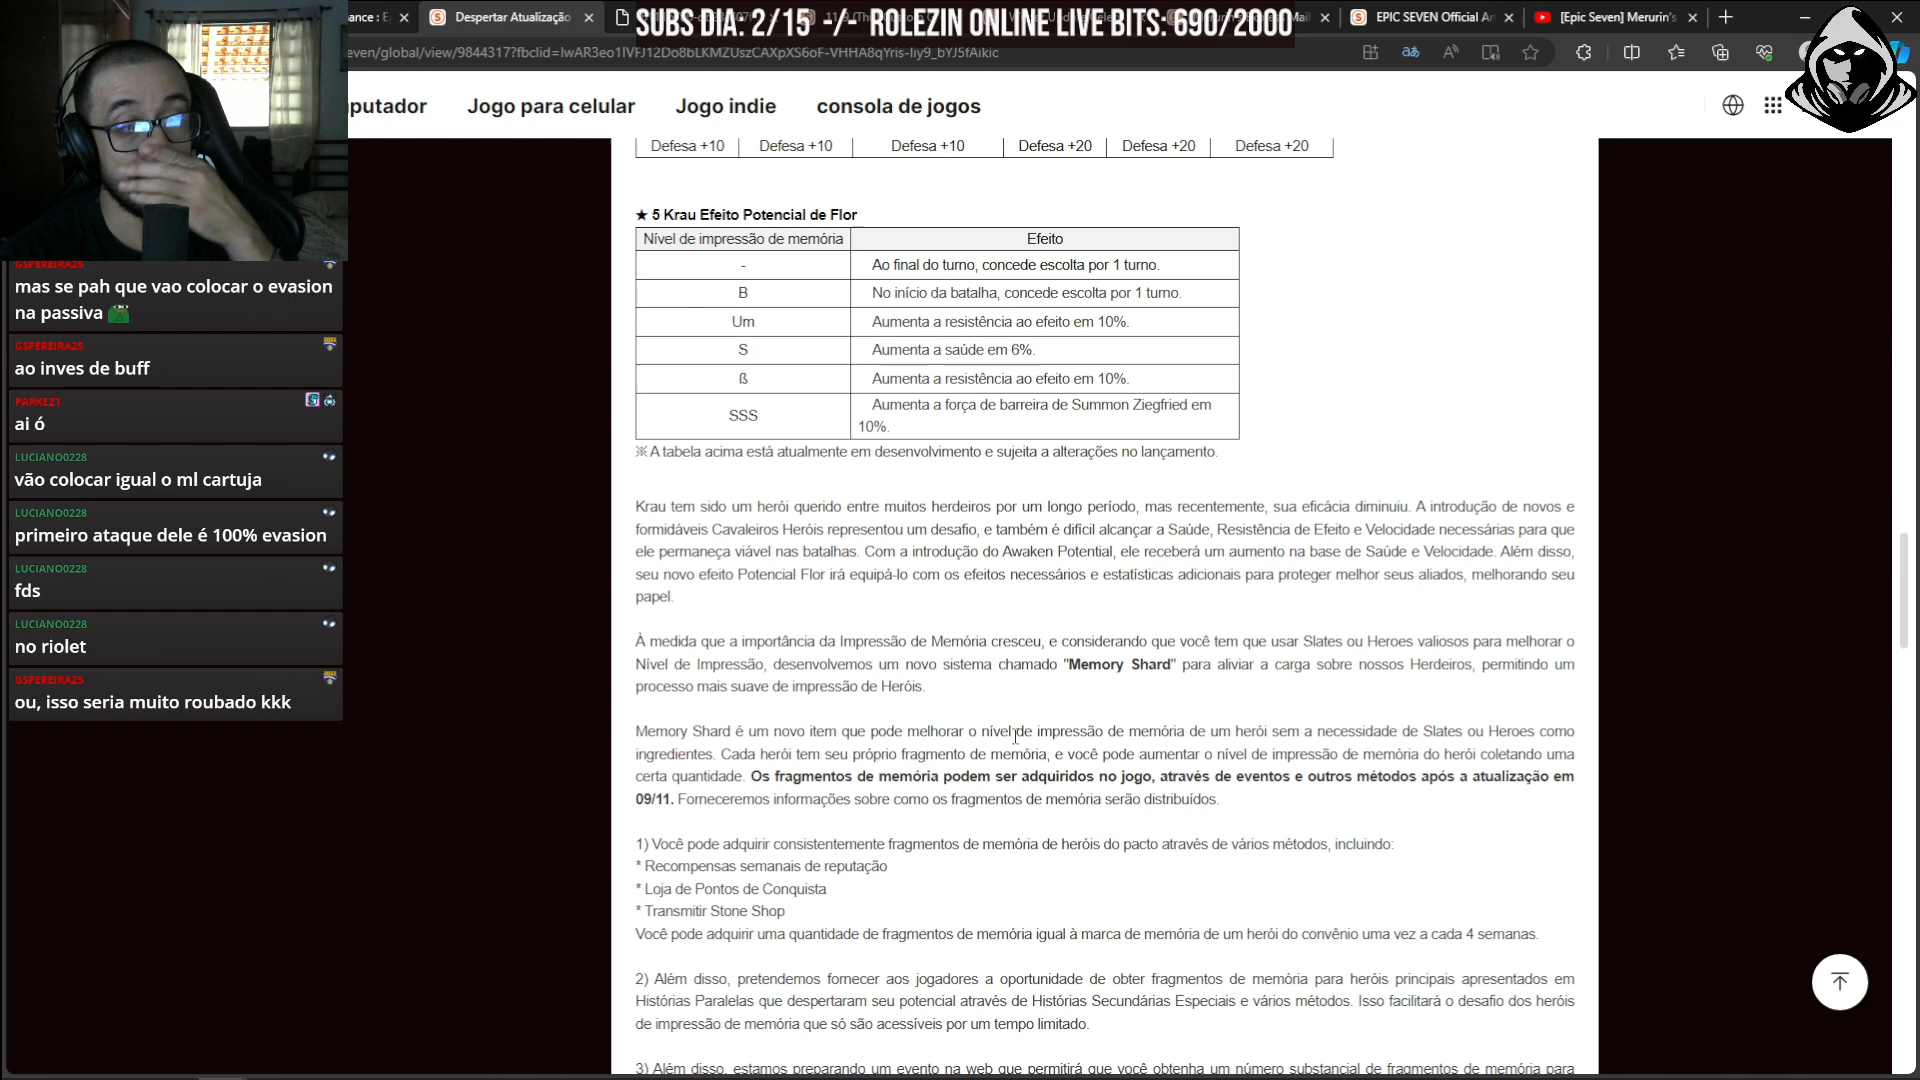 SUBS DIA: 2/15 -/- ROLEZIN ONLINE LIVE BITS: 690/2000
Despertar Atualização
EPIC SEVEN Official Ar
[Epic Seven] Merurin's
even/global/view/9844317?fbclid=IwAR3eo1IVFJ12Do8bLKMZUszCAXpXS6oF-VHHA8qYris-Iiy9_bYJ5fAikic
putador
Jogo para celular
Jogo indie
consola de jogos
Defesa +10 Defesa +10 Defesa +10 Defesa +20 Defesa +20 Defesa +20
★ 5 Krau Efeito Potencial de Flor
Nível de impressão de memória Efeito
- Ao final do turno, concede escolta por 1 turno.
B No início da batalha, concede escolta por 1 turno.
Um Aumenta a resistência ao efeito em 10%.
S Aumenta a saúde em 6%.
ß Aumenta a resistência ao efeito em 10%.
SSS Aumenta a força de barreira de Summon Ziegfried em
10%.
※A tabela acima está atualmente em desenvolvimento e sujeita a alterações no lançamento.
Krau tem sido um herói querido entre muitos herdeiros por um longo período, mas recentemente, sua eficácia diminuiu. A introdução de novos e
formidáveis Cavaleiros Heróis representou um desafio, e também é difícil alcançar a Saúde, Resistência de Efeito e Velocidade necessárias para que
ele permaneça viável nas batalhas. Com a introdução do Awaken Potential, ele receberá um aumento na base de Saúde e Velocidade. Além disso,
seu novo efeito Potencial Flor irá equipá-lo com os efeitos necessários e estatísticas adicionais para proteger melhor seus aliados, melhorando seu
papel.
À medida que a importância da Impressão de Memória cresceu, e considerando que você tem que usar Slates ou Heroes valiosos para melhorar o
Nível de Impressão, desenvolvemos um novo sistema chamado "Memory Shard" para aliviar a carga sobre nossos Herdeiros, permitindo um
processo mais suave de impressão de Heróis.
Memory Shard é um novo item que pode melhorar o nível de impressão de memória de um herói sem a necessidade de Slates ou Heroes como
ingredientes. Cada herói tem seu próprio fragmento de memória, e você pode aumentar o nível de impressão de memória do herói coletando uma
certa quantidade. Os fragmentos de memória podem ser adquiridos no jogo, através de eventos e outros métodos após a atualização em
09/11. Forneceremos informações sobre como os fragmentos de memória serão distribuídos.
1) Você pode adquirir consistentemente fragmentos de memória de heróis do pacto através de vários métodos, incluindo:
* Recompensas semanais de reputação
* Loja de Pontos de Conquista
* Transmitir Stone Shop
Você pode adquirir uma quantidade de fragmentos de memória igual à marca de memória de um herói do convênio uma vez a cada 4 semanas.
2) Além disso, pretendemos fornecer aos jogadores a oportunidade de obter fragmentos de memória para heróis principais apresentados em
Histórias Paralelas que despertaram seu potencial através de Histórias Secundárias Especiais e vários métodos. Isso facilitará o desafio dos heróis
de impressão de memória que só são acessíveis por um tempo limitado.
3) Além disso, estamos preparando um evento na web que permitirá que você obtenha um número substancial de fragmentos de memória para
GSPEREIRA25
mas se pah que vao colocar o evasion
na passiva
GSPEREIRA25
ao inves de buff
PARKEZ1
ai ó
LUCIANO0228
vão colocar igual o ml cartuja
LUCIANO0228
primeiro ataque dele é 100% evasion
LUCIANO0228
fds
LUCIANO0228
no riolet
GSPEREIRA25
ou, isso seria muito roubado kkk